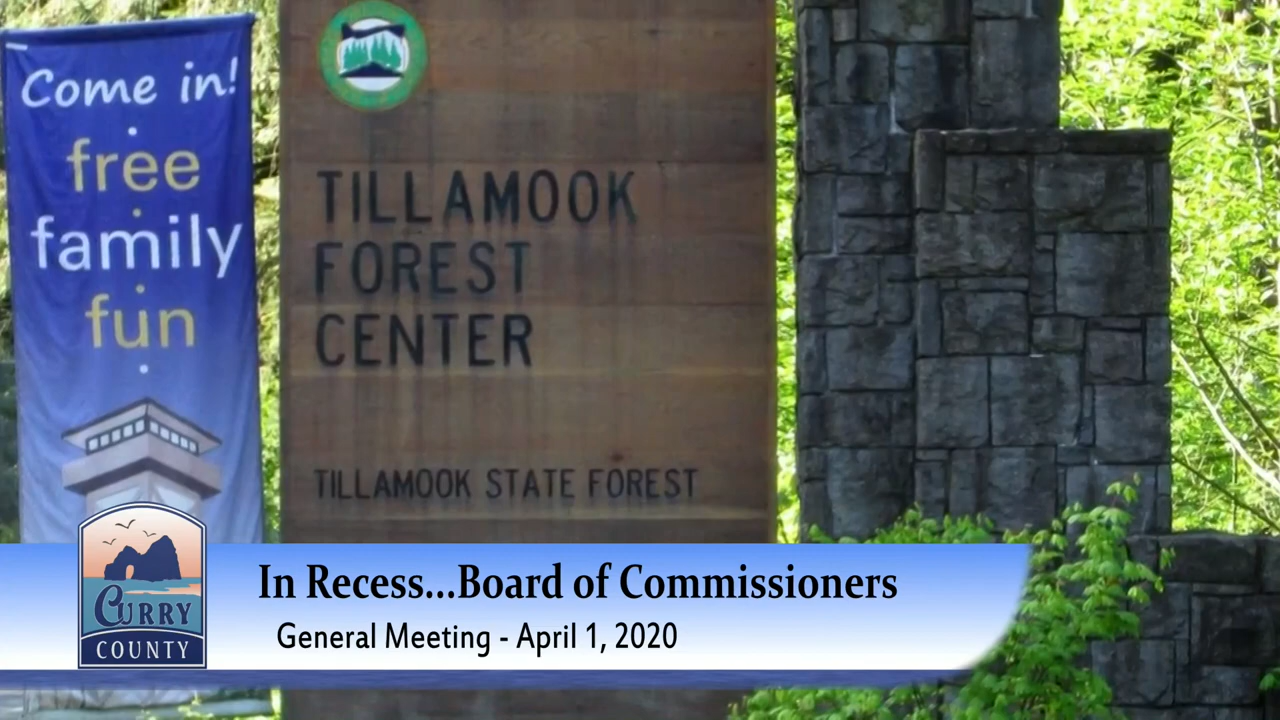 Come in!
free
family
fun
TILLAMOOK
FOREST
CENTER
TILLAMOOK STATE FOREST
CURRY
COUNTY
In Recess...Board of Commissioners
General Meeting - April 1, 2020